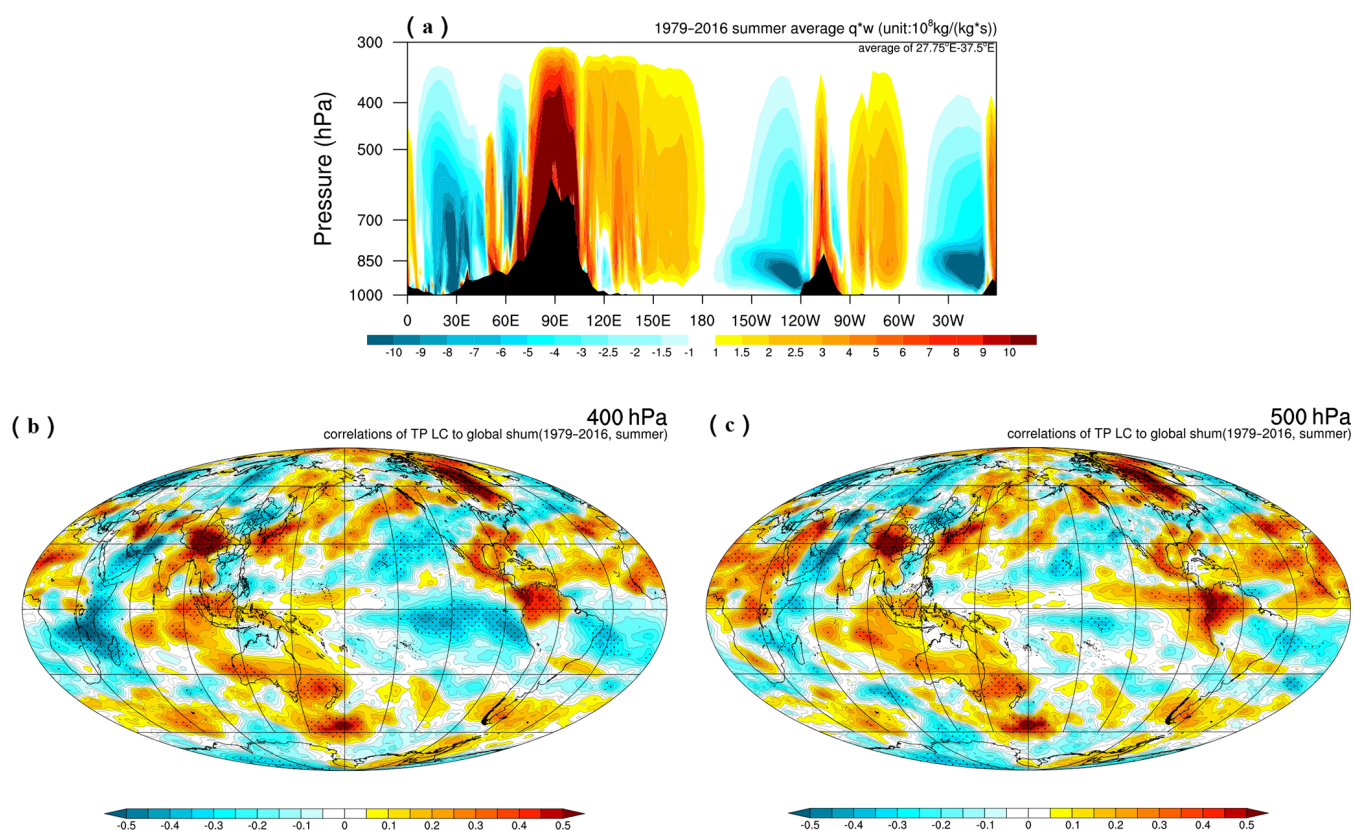 ( a )
1979-2016 summer average q*w (unit:10⁸kg/(kg*s))
average of 27.75°E-37.5°E
Pressure (hPa)
300
400
500
700
850
1000
0 30E 60E 90E 120E 150E 180 150W 120W 90W 60W 30W
-10 -9 -8 -7 -6 -5 -4 -3 -2.5 -2 -1.5 -1 1 1.5 2 2.5 3 4 5 6 7 8 9 10
( b )
400 hPa
correlations of TP LC to global shum(1979-2016, summer)
-0.5 -0.4 -0.3 -0.2 -0.1 0 0.1 0.2 0.3 0.4 0.5
( c )
500 hPa
correlations of TP LC to global shum(1979-2016, summer)
-0.5 -0.4 -0.3 -0.2 -0.1 0 0.1 0.2 0.3 0.4 0.5